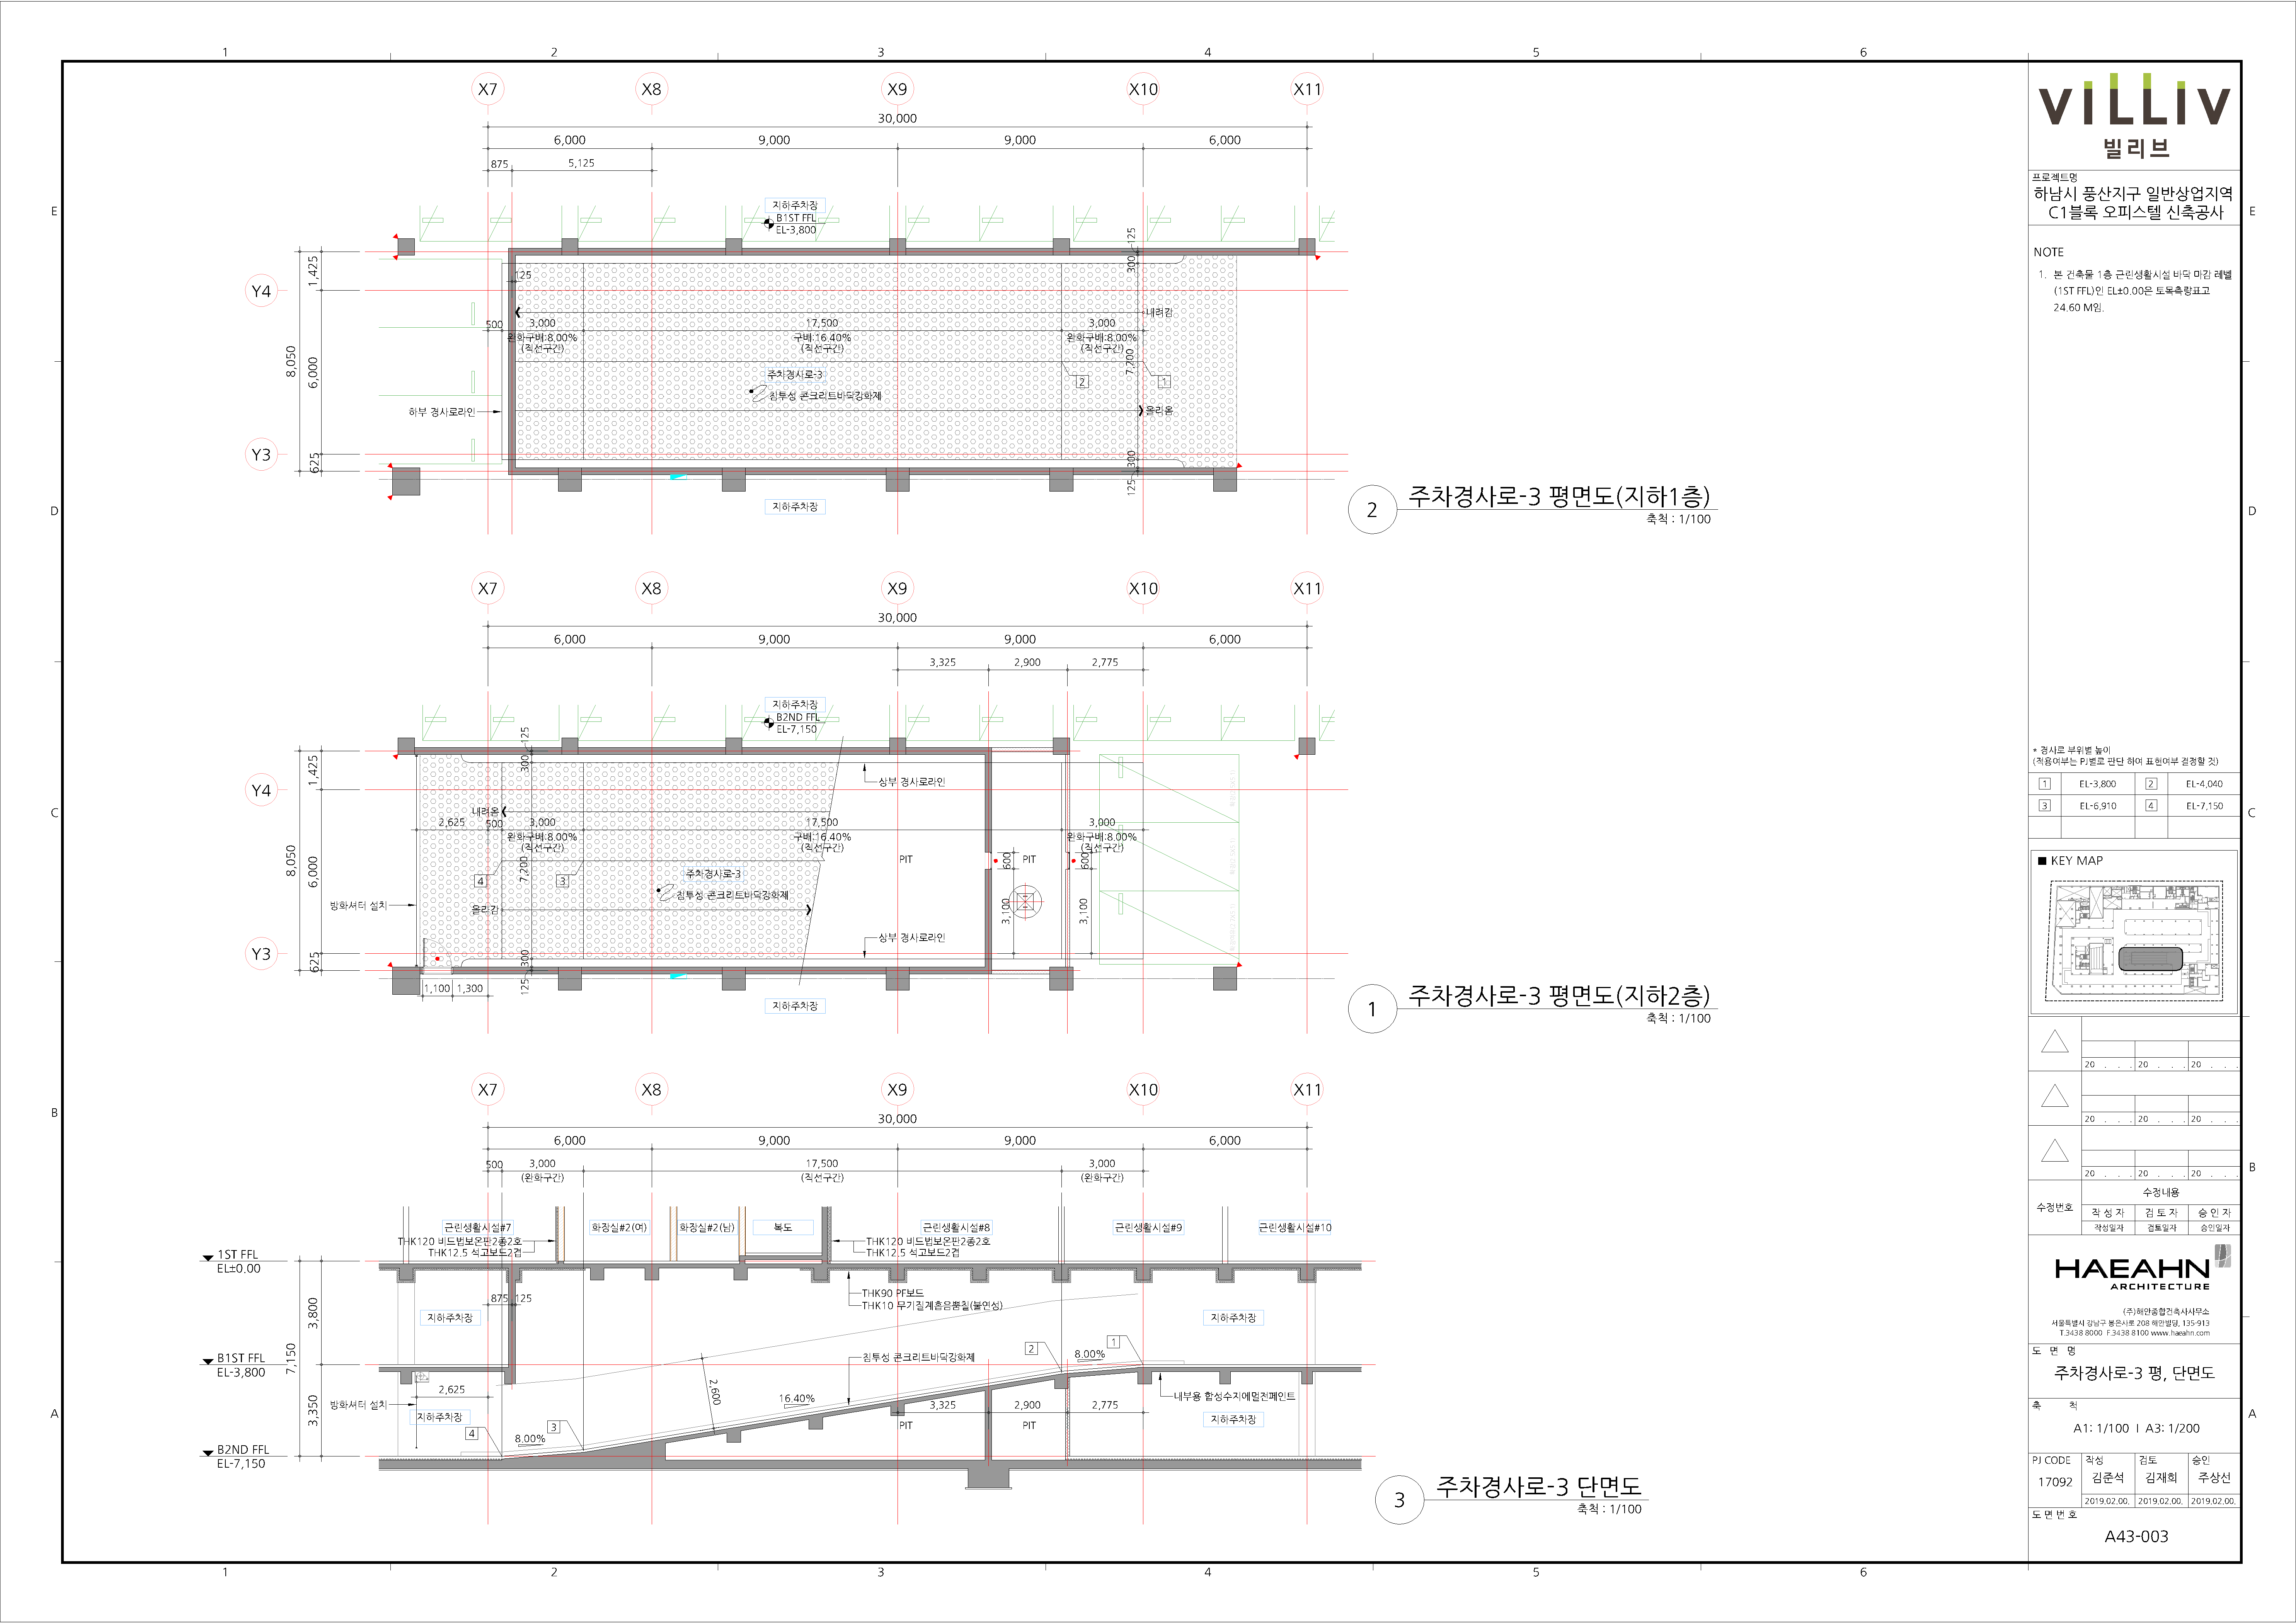 1 2 3 4 5 6
E
D
C
B
A
X7 X8 X9 X10 X11
30,000
6,000 9,000 9,000 6,000
875 5,125
지하주차장
B1ST FFL
EL-3,800
125
300
1,425
Y4
125
내려감
500 3,000 17,500 3,000
완화구배:8.00% 구배:16.40% 완화구배:8.00%
(직선구간) (직선구간) (직선구간)
8,050
6,000
7,200
주차경사로-3
2 1
침투성 콘크리트바닥강화제
하부 경사로라인
올라옴
Y3
625
300
125
지하주차장
2 주차경사로-3 평면도(지하1층)
축척 : 1/100
X7 X8 X9 X10 X11
30,000
6,000 9,000 9,000 6,000
3,325 2,900 2,775
지하주차장
B2ND FFL
EL-7,150
125
300
1,425
상부 경사로라인
Y4
내려옴
2,625 500 3,000 17,500 3,000
완화구배:8.00% 구배:16.40% 완화구배:8.00%
(직선구간) (직선구간) (직선구간)
8,050
6,000
7,200
PIT 600 PIT 600
4 3
주차경사로-3
침투성 콘크리트바닥강화제
방화셔터 설치
올라감
3,100 3,100
상부 경사로라인
Y3
625
300
125
1,100 1,300
지하주차장
1 주차경사로-3 평면도(지하2층)
축척 : 1/100
X7 X8 X9 X10 X11
30,000
6,000 9,000 9,000 6,000
500 3,000 17,500 3,000
(완화구간) (직선구간) (완화구간)
근린생활시설#7 화장실#2(여) 화장실#2(남) 복도 근린생활시설#8 근린생활시설#9 근린생활시설#10
THK120 비드법보온판2종2호 THK120 비드법보온판2종2호
THK12.5 석고보드2겹 THK12.5 석고보드2겹
1ST FFL
EL±0.00
THK90 PF보드
THK10 무기질계흡음뿜칠(불연성)
875 125
3,800
지하주차장 지하주차장
7,150
B1ST FFL
EL-3,800
2 1
침투성 콘크리트바닥강화제
8.00%
2,625
2,600
16.40%
내부용 합성수지에멀전페인트
3,350
방화셔터 설치
지하주차장
3,325 2,900 2,775
지하주차장
4 3
8.00%
PIT PIT
B2ND FFL
EL-7,150
3 주차경사로-3 단면도
축척 : 1/100
VILLIV
빌리브
프로젝트명
하남시 풍산지구 일반상업지역
C1블록 오피스텔 신축공사
NOTE
1. 본 건축물 1층 근린생활시설 바닥 마감 레벨
(1ST FFL)인 EL±0.00은 토목측량표고
24.60 M임.
* 경사로 부위별 높이
(적용여부는 PJ별로 판단 하여 표현여부 결정할 것)
1 EL-3,800 2 EL-4,040
3 EL-6,910 4 EL-7,150
■ KEY MAP
20 . . . 20 . . . 20 . . .
20 . . . 20 . . . 20 . . .
20 . . . 20 . . . 20 . . .
수정번호 수정내용
작 성 자 검 토 자 승 인 자
작성일자 검토일자 승인일자
HAEAHN
ARCHITECTURE
(주)해안종합건축사사무소
서울특별시 강남구 봉은사로 208 해안빌딩, 135-913
T.3438 8000 F.3438 8100 www.haeahn.com
도 면 명
주차경사로-3 평, 단면도
축 척
A1: 1/100 I A3: 1/200
PJ CODE 작성 검토 승인
17092 김준석 김재희 주상선
2019.02.00. 2019.02.00. 2019.02.00.
도 면 번 호
A43-003
E
D
C
B
A
1 2 3 4 5 6